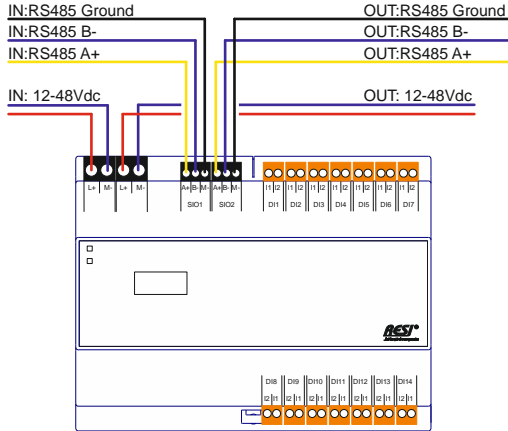 IN:RS485 Ground OUT:RS485 Ground
IN:RS485 B- OUT:RS485 B-
IN:RS485 A+ OUT:RS485 A+
IN: 12-48Vdc OUT: 12-48Vdc
L+ M- L+ M- A+ B- M- A+ B- M- I1 I2 I1 I2 I1 I2 I1 I2 I1 I2 I1 I2 I1 I2
SIO1 SIO2 DI1 DI2 DI3 DI4 DI5 DI6 DI7
RESI®
DI8 DI9 DI10 DI11 DI12 DI13 DI14
I2 I1 I2 I1 I2 I1 I2 I1 I2 I1 I2 I1 I2 I1